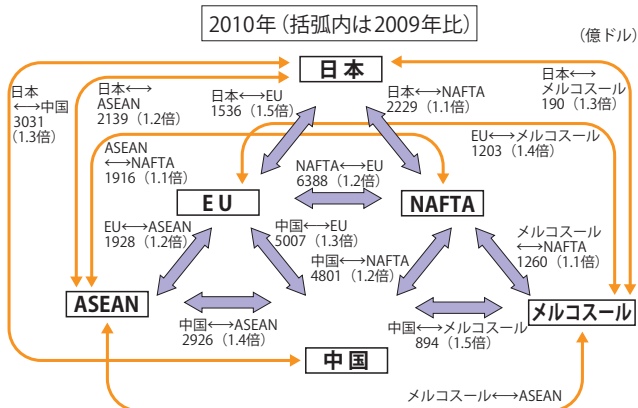 2010年（括弧内は2009年比）
（億ドル）
日本
日本
⟷中国
3031
（1.3倍）
日本⟷
ASEAN
2139（1.2倍）
日本⟷EU
1536（1.5倍）
日本⟷NAFTA
2229（1.1倍）
日本⟷
メルコスール
190（1.3倍）
EU⟷メルコスール
1203（1.4倍）
ASEAN
⟷NAFTA
1916（1.1倍）
NAFTA⟷EU
6388（1.2倍）
EU
NAFTA
EU⟷ASEAN
1928（1.2倍）
中国⟷EU
5007（1.3倍）
中国⟷NAFTA
4801（1.2倍）
メルコスール
⟷NAFTA
1260（1.1倍）
ASEAN
メルコスール
中国⟷ASEAN
2926（1.4倍）
中国⟷メルコスール
894（1.5倍）
中国
メルコスール⟷ASEAN